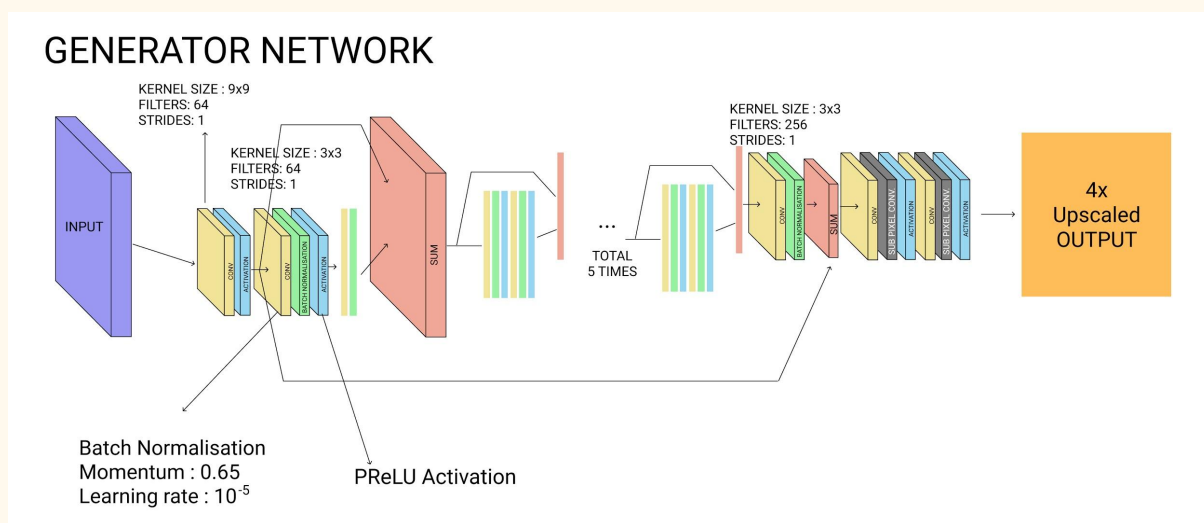 GENERATOR NETWORK
KERNEL SIZE : 9x9
FILTERS: 64
STRIDES: 1
KERNEL SIZE : 3x3
FILTERS: 64
STRIDES: 1
KERNEL SIZE : 3x3
FILTERS: 256
STRIDES: 1
INPUT
CONV
ACTIVATION
CONV
BATCH NORMALISATION
ACTIVATION
SUM
...
TOTAL
5 TIMES
CONV
BATCH NORMALISATION
SUM
CONV
SUB PIXEL CONV.
ACTIVATION
CONV
SUB PIXEL CONV.
ACTIVATION
4x
Upscaled
OUTPUT
Batch Normalisation
Momentum : 0.65
Learning rate : 10⁻⁵
PReLU Activation